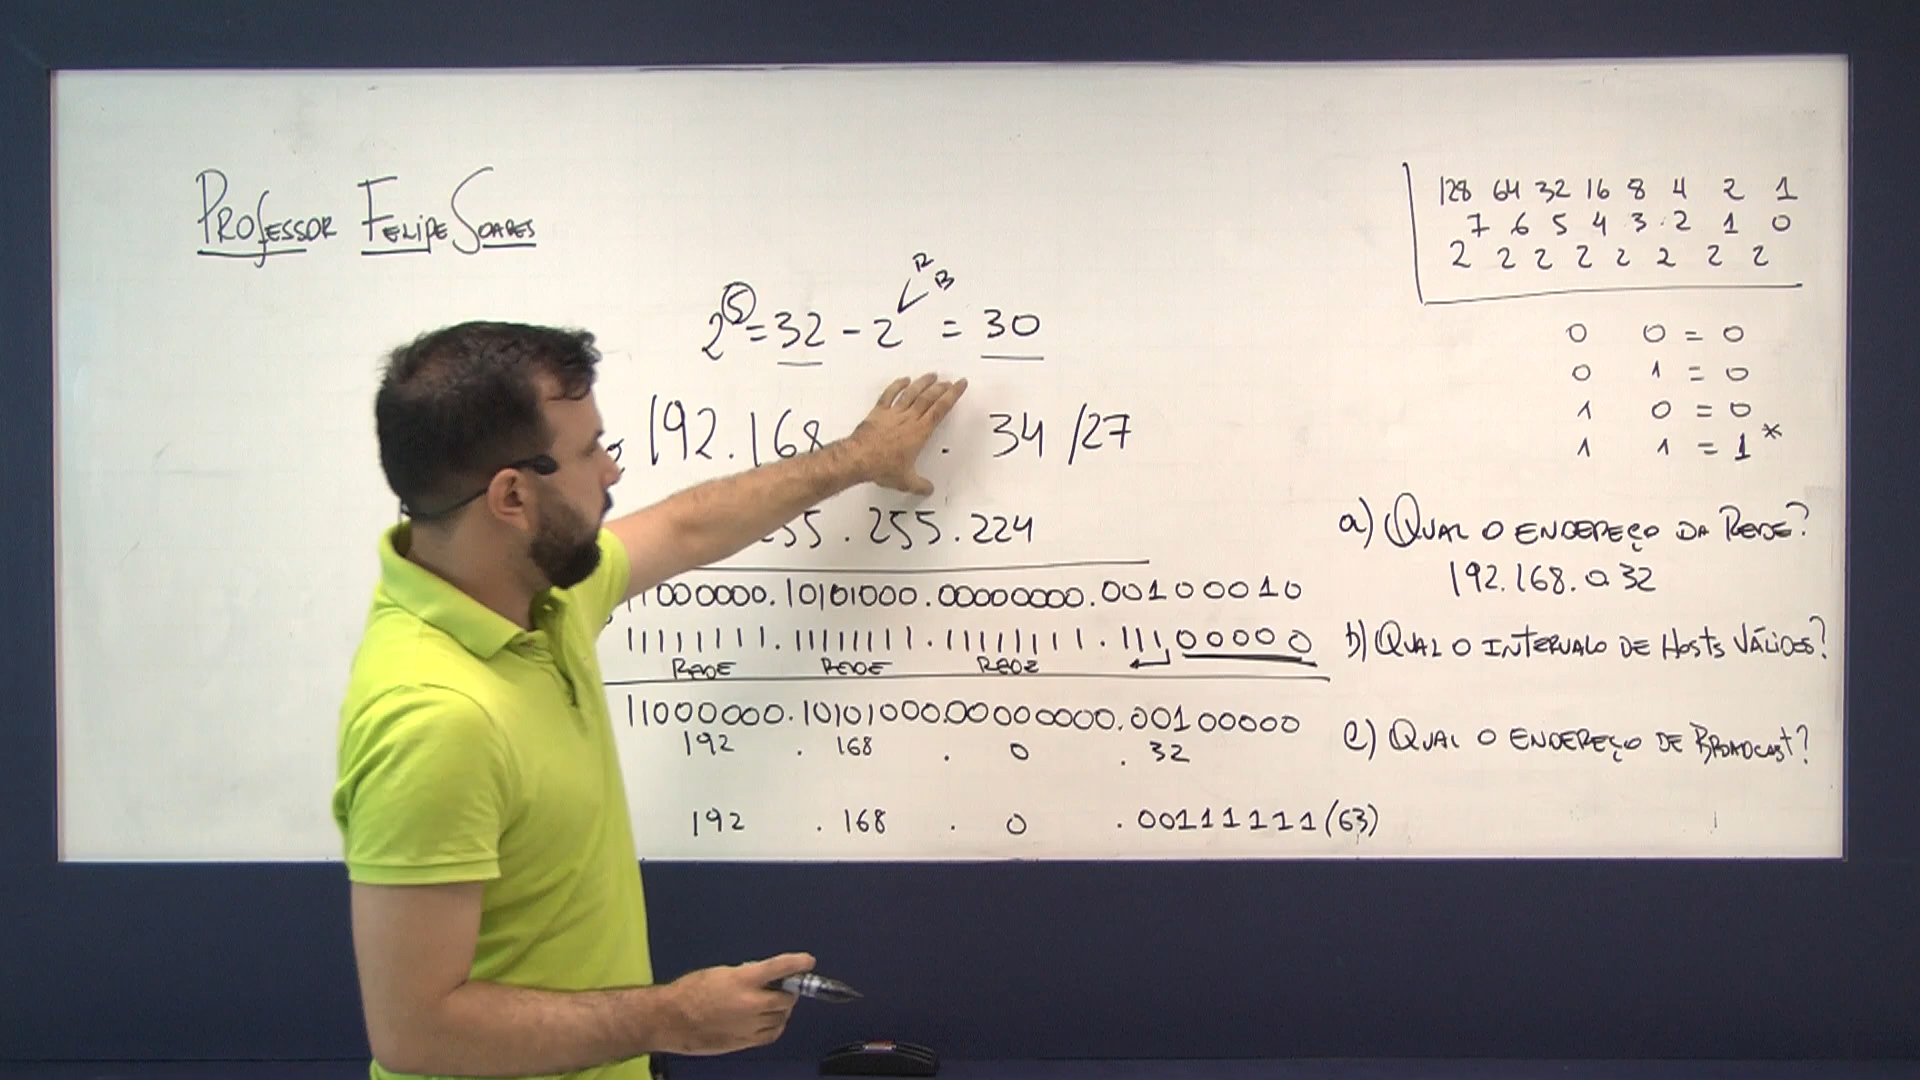 PROFESSOR FELIPE SOARES
2⁵ = 32 - 2 = 30
R
B
192.168 . 34 /27
55.255.224
000000.10101000.00000000.00100010
11111111.11111111.11111111.11100000
REDE REDE REDE
11000000.10101000.00000000.00100000
192 . 168 . 0 . 32
192 . 168 . 0 . 00111111 (63)
128 64 32 16 8 4 2 1
7 6 5 4 3 2 1 0
2 2 2 2 2 2 2 2
0 0 = 0
0 1 = 0
1 0 = 0
1 1 = 1 *
a) QUAL O ENDEREÇO DA REDE?
192.168.0.32
b) QUAL O INTERVALO DE HOSTS VÁLIDOS?
c) QUAL O ENDEREÇO DE BROADCAST?